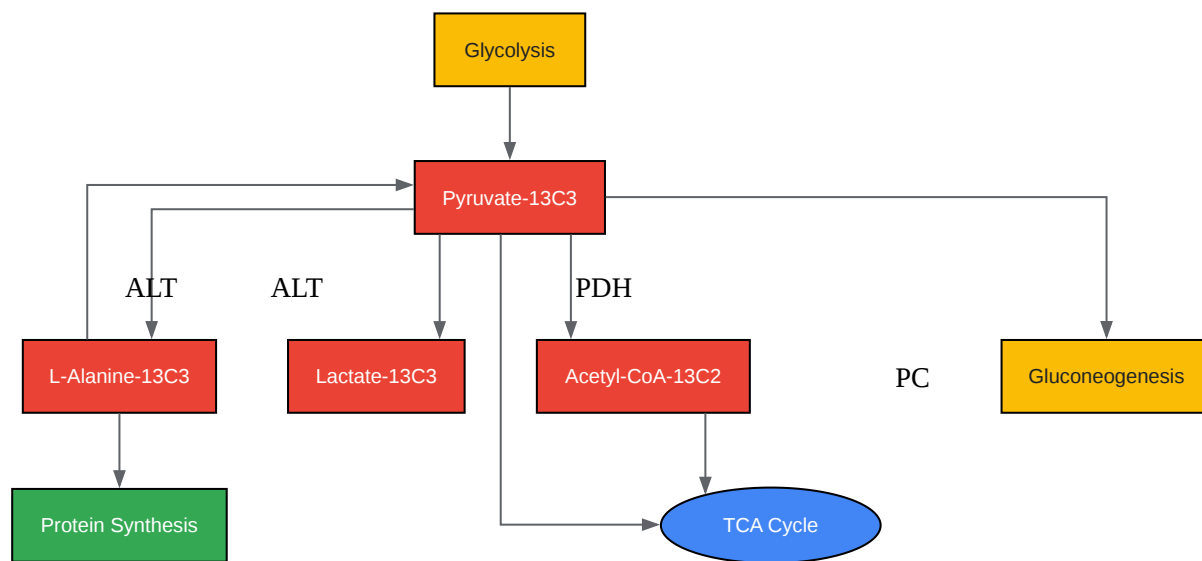 Glycolysis
Pyruvate-13C3
ALT
ALT
PDH
L-Alanine-13C3
Lactate-13C3
Acetyl-CoA-13C2
PC
Gluconeogenesis
Protein Synthesis
TCA Cycle